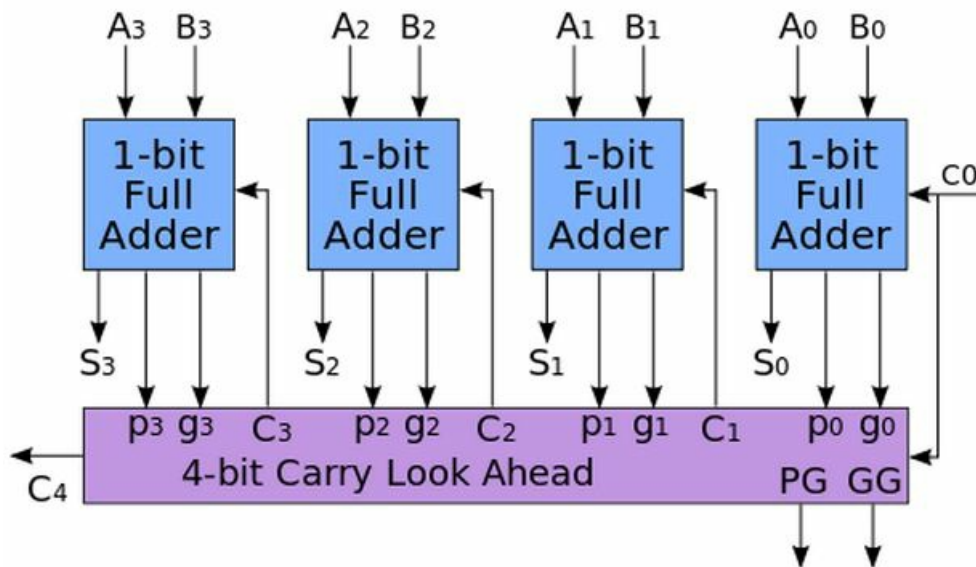 A3 B3 A2 B2 A1 B1 A0 B0
1-bit Full Adder
1-bit Full Adder
1-bit Full Adder
1-bit Full Adder
c0
S3 S2 S1 S0
p3 g3 C3 p2 g2 C2 p1 g1 C1 p0 g0
4-bit Carry Look Ahead
PG GG
C4